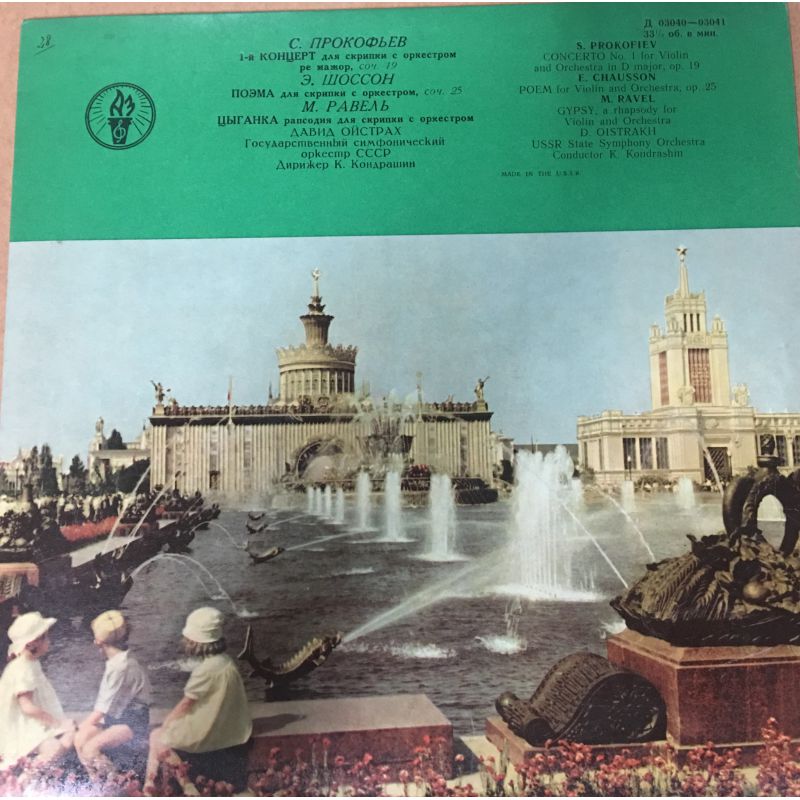 28
С. ПРОКОФЬЕВ
1-й КОНЦЕРТ для скрипки с оркестром
ре мажор, соч. 19
Э. ШОССОН
ПОЭМА для скрипки с оркестром, соч. 25
М. РАВЕЛЬ
ЦЫГАНКА рапсодия для скрипки с оркестром
ДАВИД ОЙСТРАХ
Государственный симфонический
оркестр СССР
Дирижер К. Кондрашин
Д 03040—03041
33⅓ об. в мин.
S. PROKOFIEV
CONCERTO No. 1 for Violin
and Orchestra in D major, op. 19
E. CHAUSSON
POEM for Violin and Orchestra, op. 25
M. RAVEL
GYPSY, a rhapsody for
Violin and Orchestra
D. OISTRAKH
USSR State Symphony Orchestra
Conductor K. Kondrashin
MADE IN THE U.S.S.R.